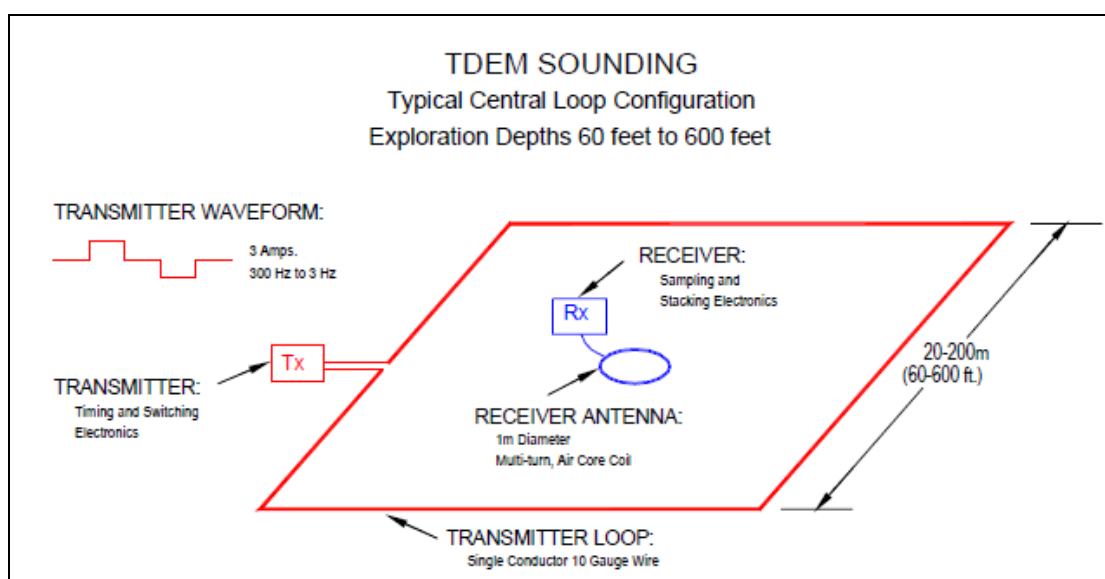 TDEM SOUNDING
Typical Central Loop Configuration
Exploration Depths 60 feet to 600 feet
TRANSMITTER WAVEFORM:
3 Amps.
300 Hz to 3 Hz
RECEIVER:
Sampling and
Stacking Electronics
Rx
Tx
20-200m
(60-600 ft.)
TRANSMITTER:
Timing and Switching
Electronics
RECEIVER ANTENNA:
1m Diameter
Multi-turn, Air Core Coil
TRANSMITTER LOOP:
Single Conductor 10 Gauge Wire